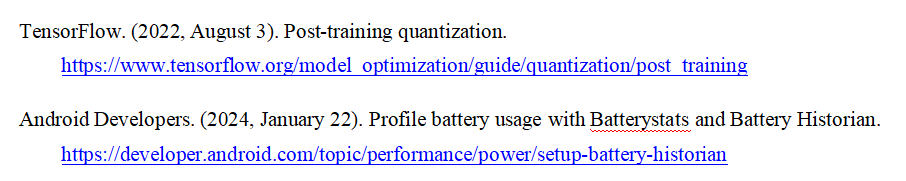 TensorFlow. (2022, August 3). Post-training quantization.
https://www.tensorflow.org/model_optimization/guide/quantization/post_training
Android Developers. (2024, January 22). Profile battery usage with Batterystats and Battery Historian.
https://developer.android.com/topic/performance/power/setup-battery-historian